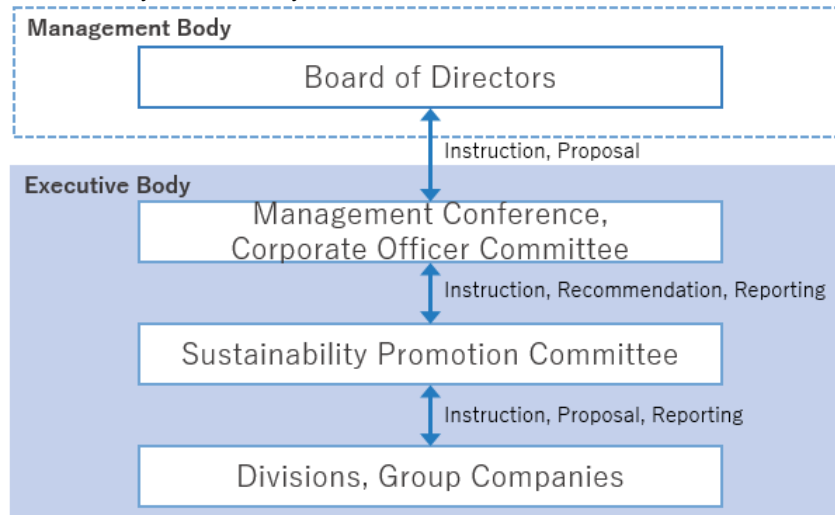 Management Body
Board of Directors
Instruction, Proposal
Executive Body
Management Conference,
Corporate Officer Committee
Instruction, Recommendation, Reporting
Sustainability Promotion Committee
Instruction, Proposal, Reporting
Divisions, Group Companies